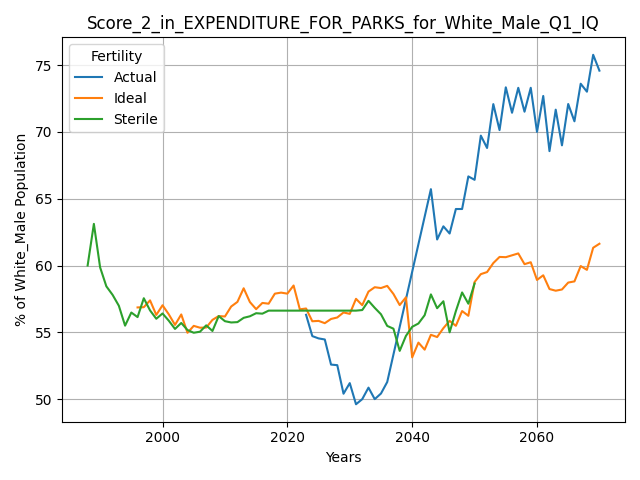 Score_2_in_EXPENDITURE_FOR_PARKS_for_White_Male_Q1_IQ
Fertility
Actual
Ideal
Sterile
% of White_Male Population
75
70
65
60
55
50
2000
2020
2040
2060
Years